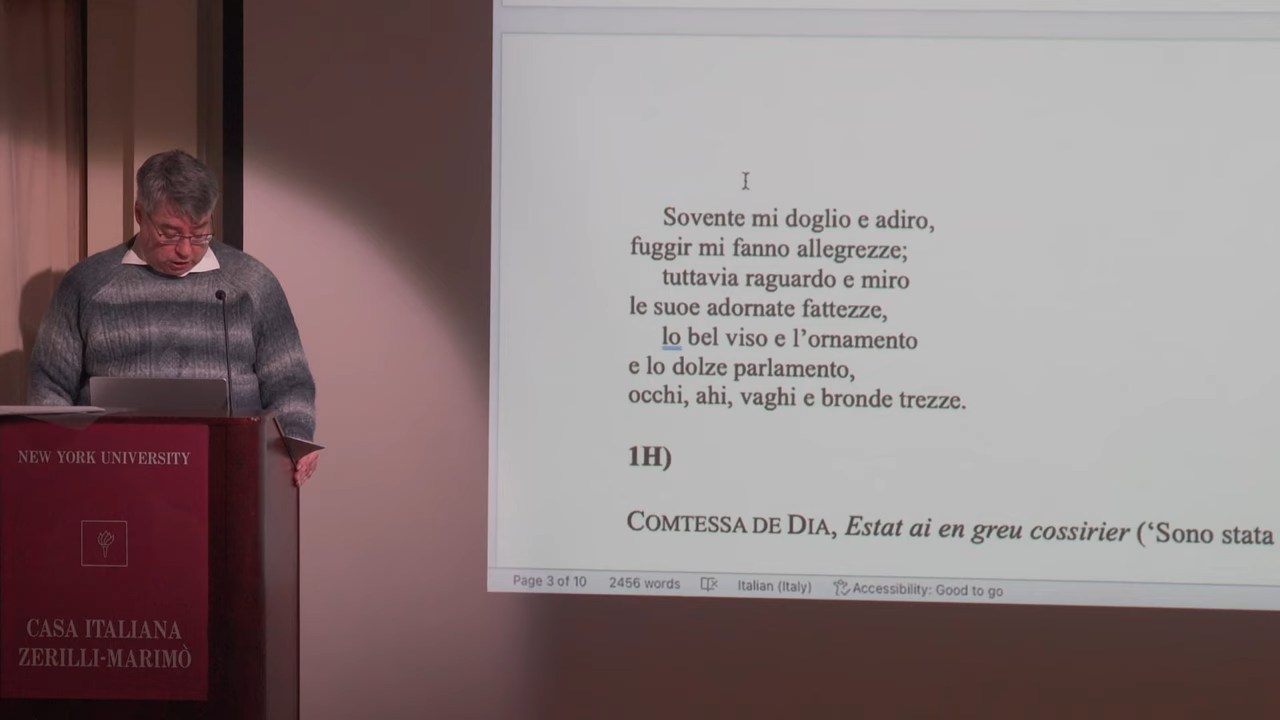 Sovente mi doglio e adiro,
fuggir mi fanno allegrezze;
tuttavia raguardo e miro
le suoe adornate fattezze,
lo bel viso e l’ornamento
e lo dolze parlamento,
occhi, ahi, vaghi e bronde trezze.
1H)
COMTESSA DE DIA, Estat ai en greu cossirier (‘Sono stata
Page 3 of 10 2456 words Italian (Italy) Accessibility: Good to go
NEW YORK UNIVERSITY
CASA ITALIANA
ZERILLI-MARIMÒ